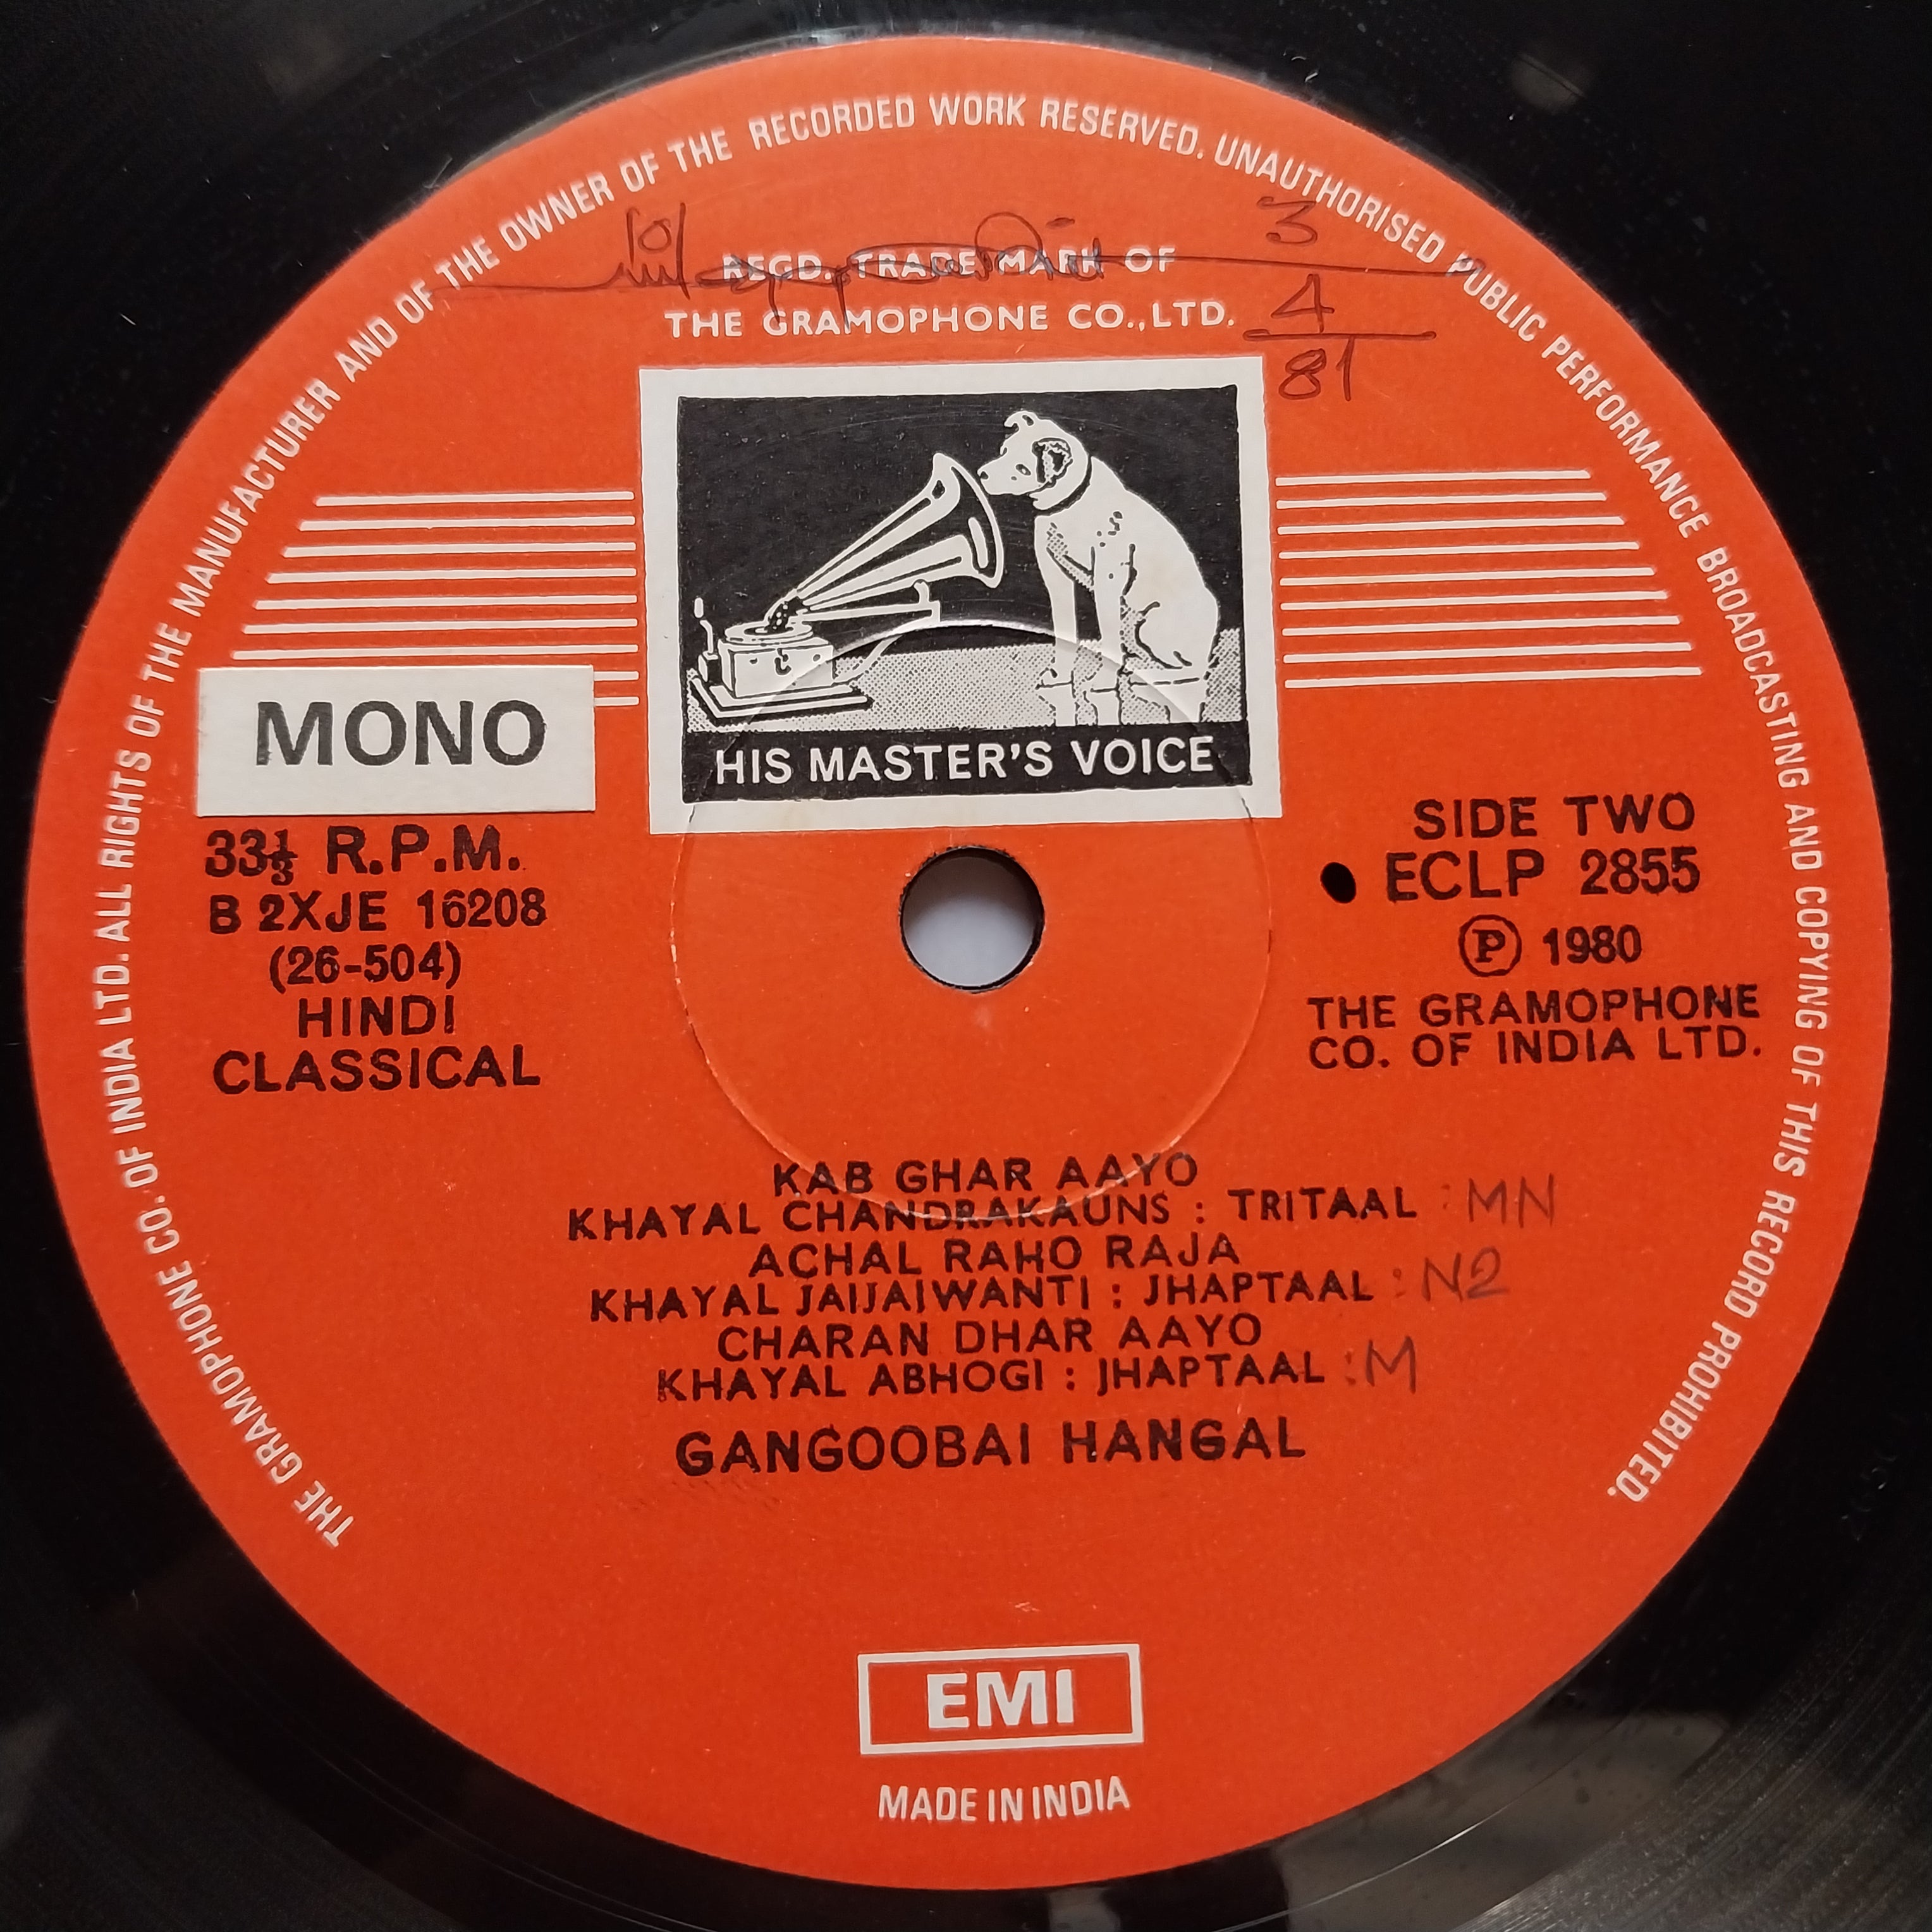 THE GRAMOPHONE CO. OF INDIA LTD. ALL RIGHTS OF THE MANUFACTURER AND OF THE OWNER OF THE RECORDED WORK RESERVED. UNAUTHORISED PUBLIC PERFORMANCE BROADCASTING AND COPYING OF THIS RECORD PROHIBITED.
REGD. TRADE MARK OF
THE GRAMOPHONE CO., LTD.
3
4
81
HIS MASTER'S VOICE
MONO
33⅓ R.P.M.
B 2XJE 16208
(26-504)
HINDI
CLASSICAL
SIDE TWO
ECLP 2855
Ⓟ 1980
THE GRAMOPHONE
CO. OF INDIA LTD.
KAB GHAR AAYO
KHAYAL CHANDRAKAUNS : TRITAAL : MN
ACHAL RAHO RAJA
KHAYAL JAIJAIWANTI : JHAPTAAL : N2
CHARAN DHAR AAYO
KHAYAL ABHOGI : JHAPTAAL : M
GANGOOBAI HANGAL
EMI
MADE IN INDIA